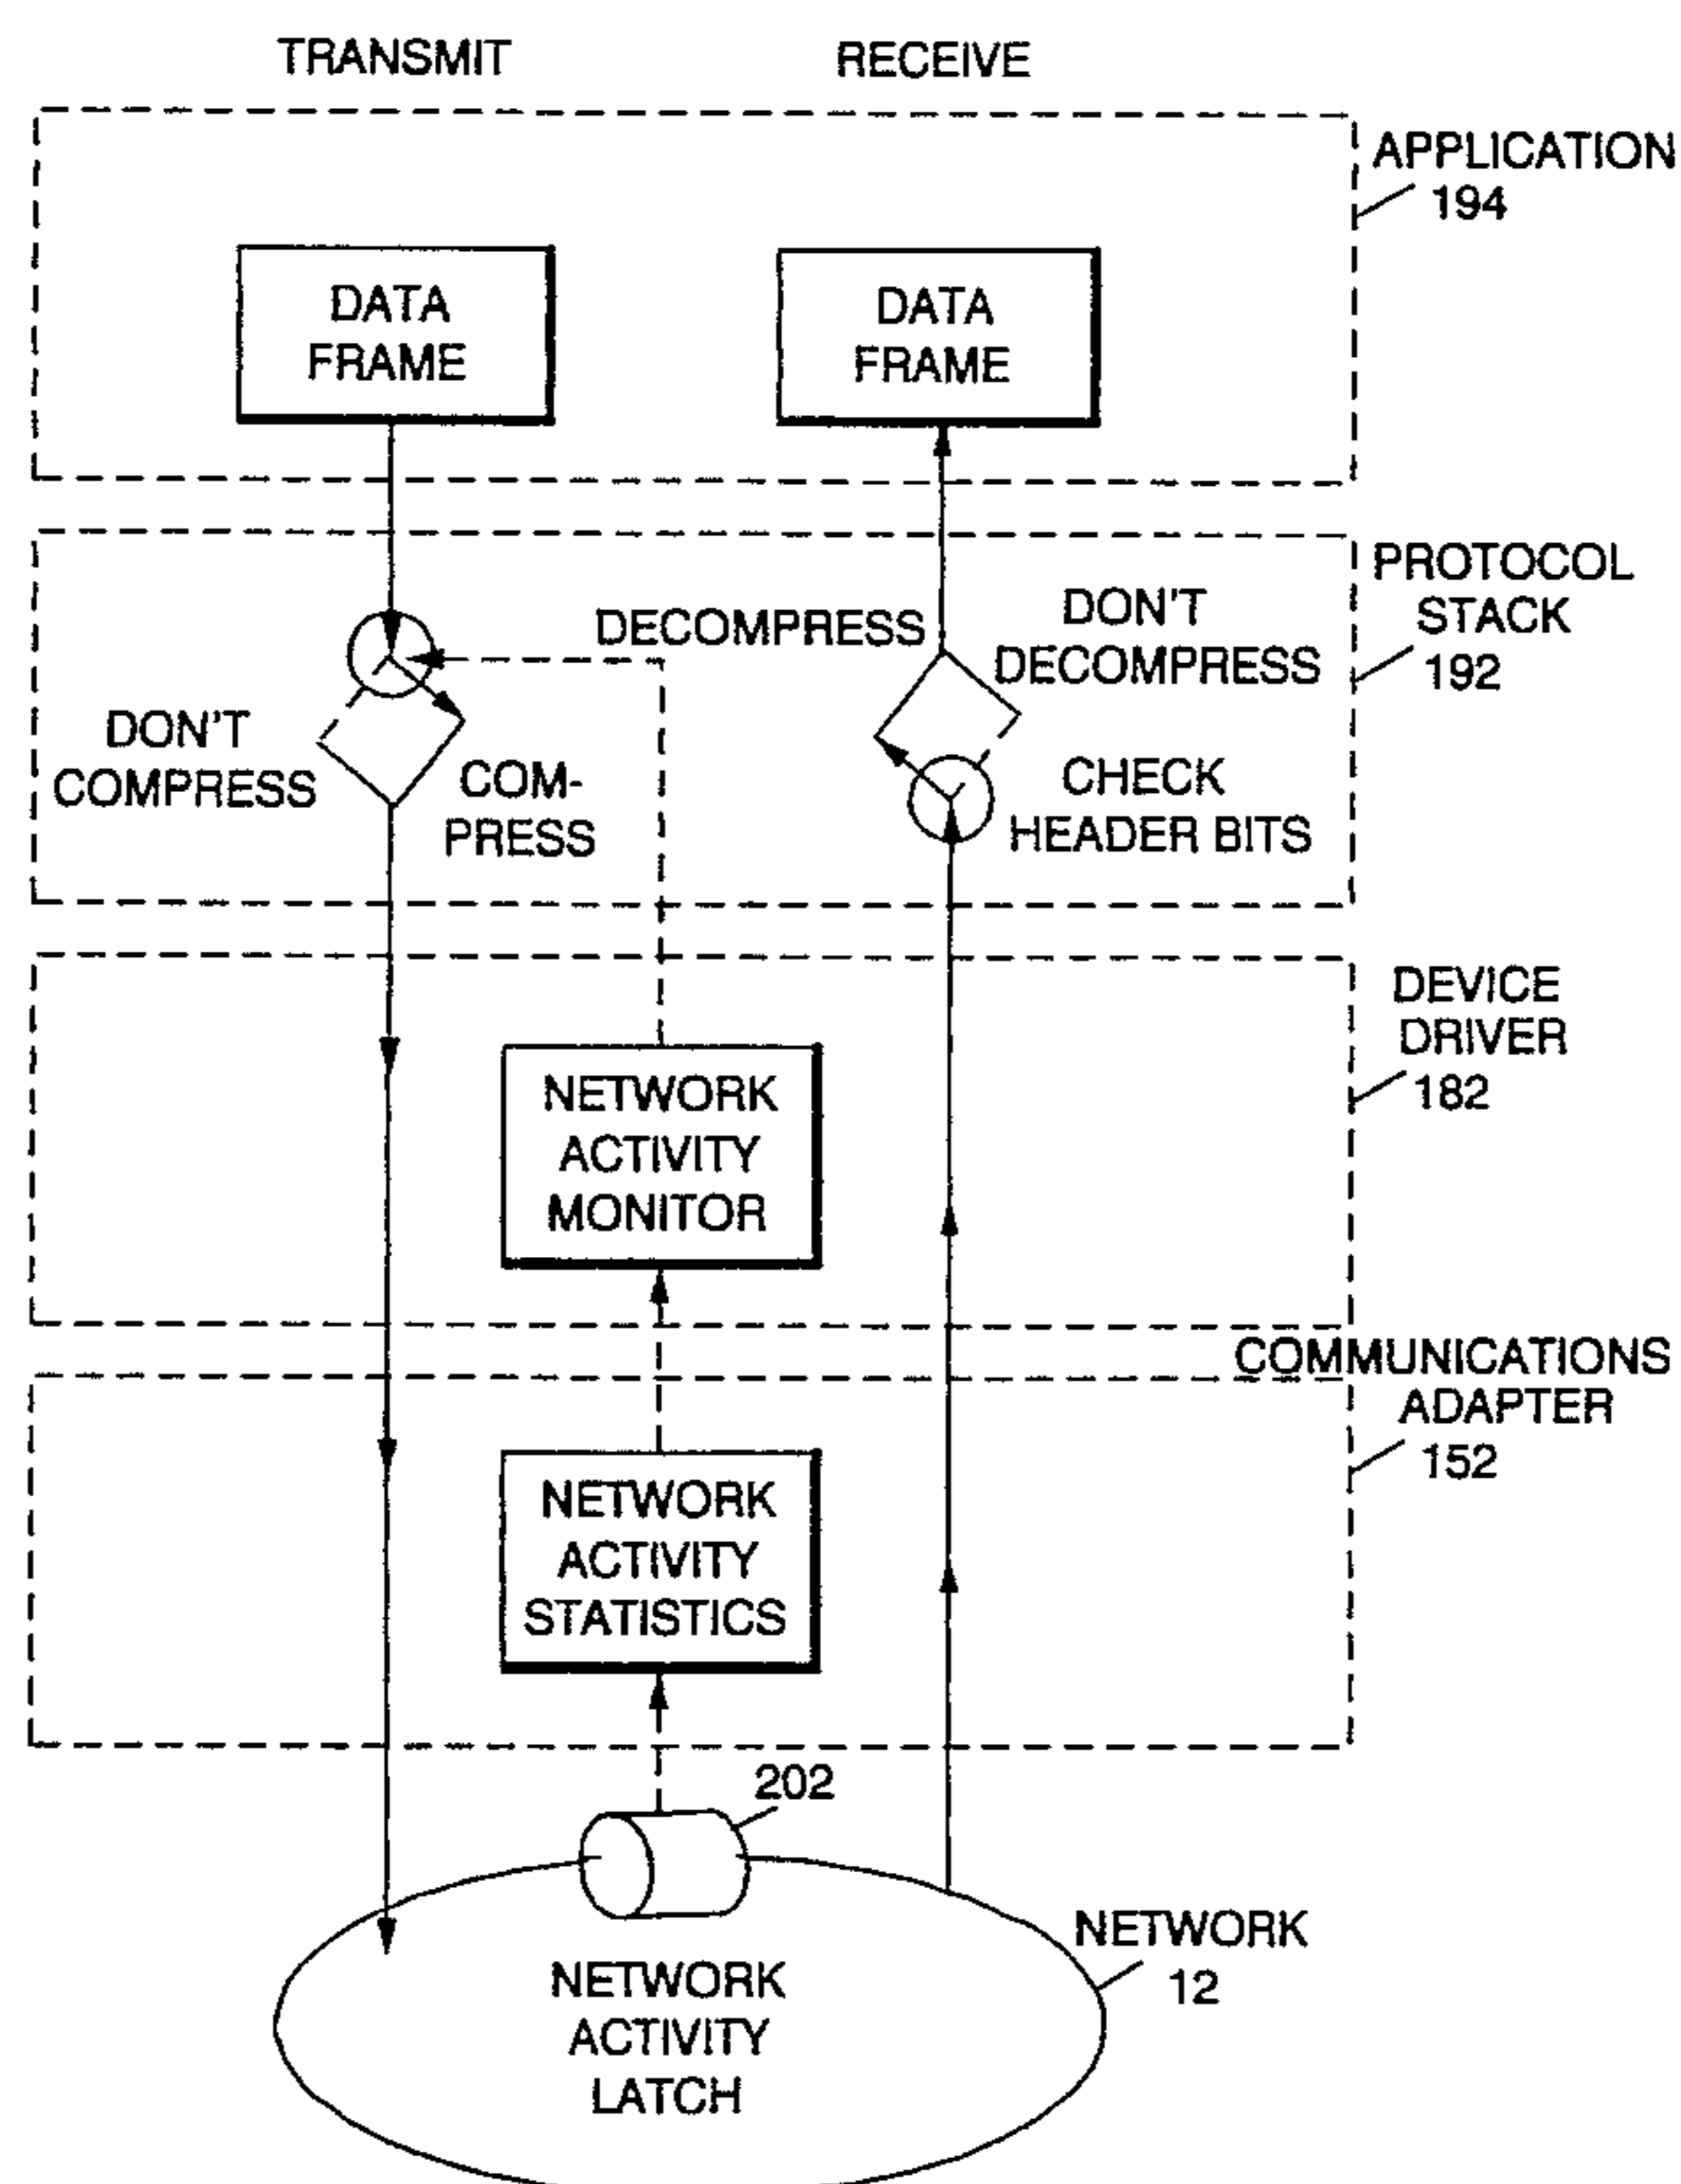 TRANSMIT
RECEIVE
APPLICATION
194
DATA
FRAME
DATA
FRAME
PROTOCOL
STACK
192
DECOMPRESS
DON'T
DECOMPRESS
DON'T
COMPRESS
COM-
PRESS
CHECK
HEADER BITS
DEVICE
DRIVER
182
NETWORK
ACTIVITY
MONITOR
COMMUNICATIONS
ADAPTER
152
NETWORK
ACTIVITY
STATISTICS
202
NETWORK
12
NETWORK
ACTIVITY
LATCH